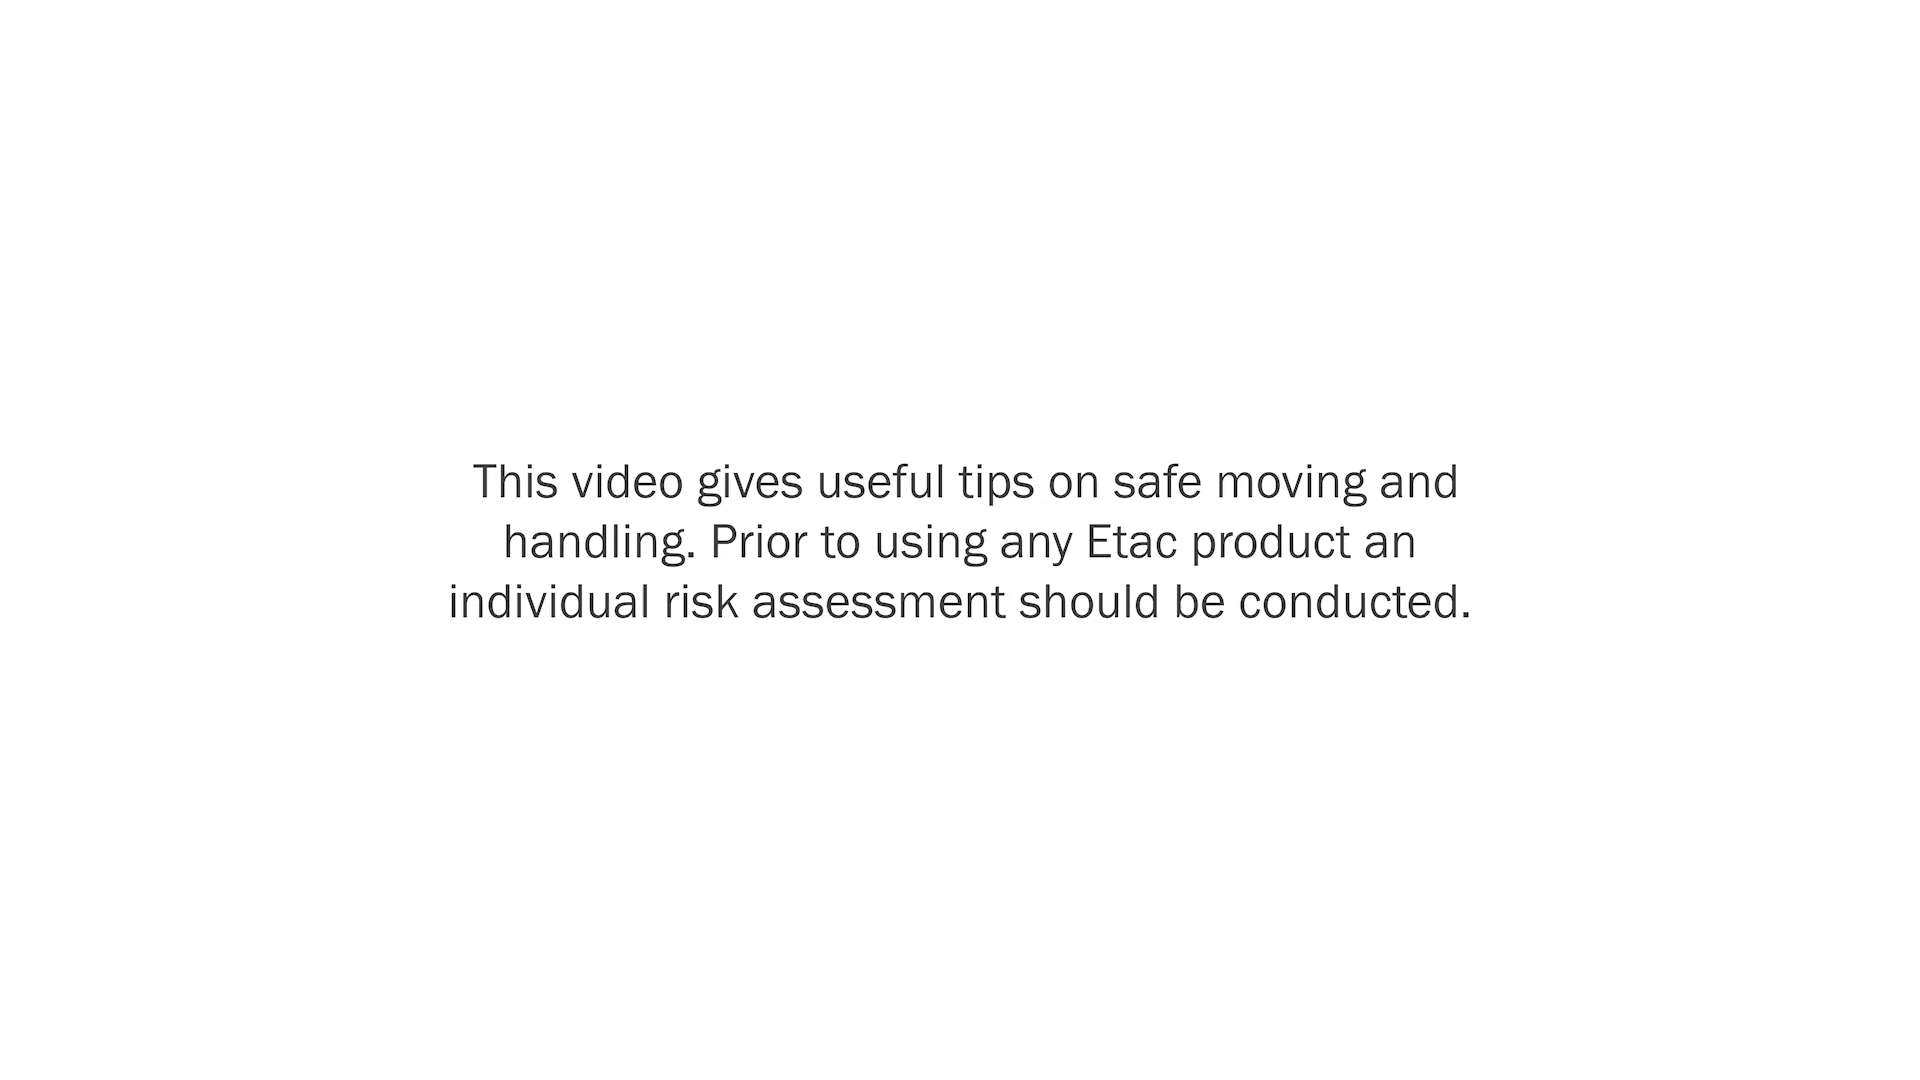 This video gives useful tips on safe moving and
handling. Prior to using any Etac product an
individual risk assessment should be conducted.